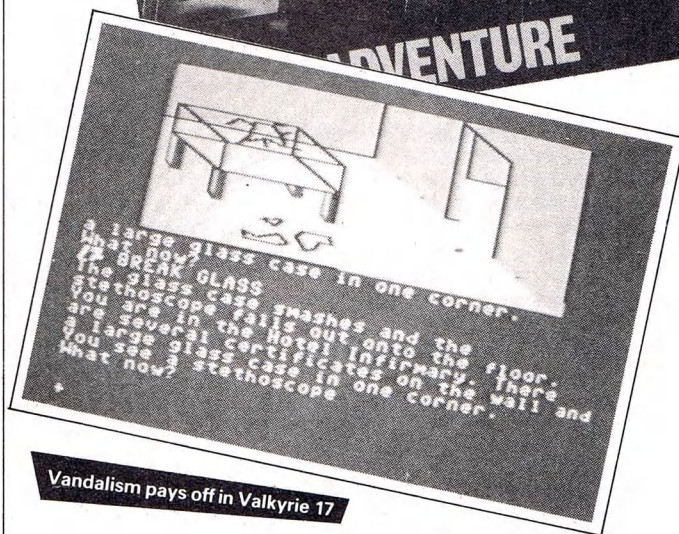 ADVENTURE
a large glass case in one corner.
What now?
BREAK GLASS
The glass case smashes and the
stethoscope falls out onto the floor.
You are in the Hotel Infirmary. There
are several certificates on the wall and
a large glass case in one corner.
You see a stethoscope
What now?
+
Vandalism pays off in Valkyrie 17